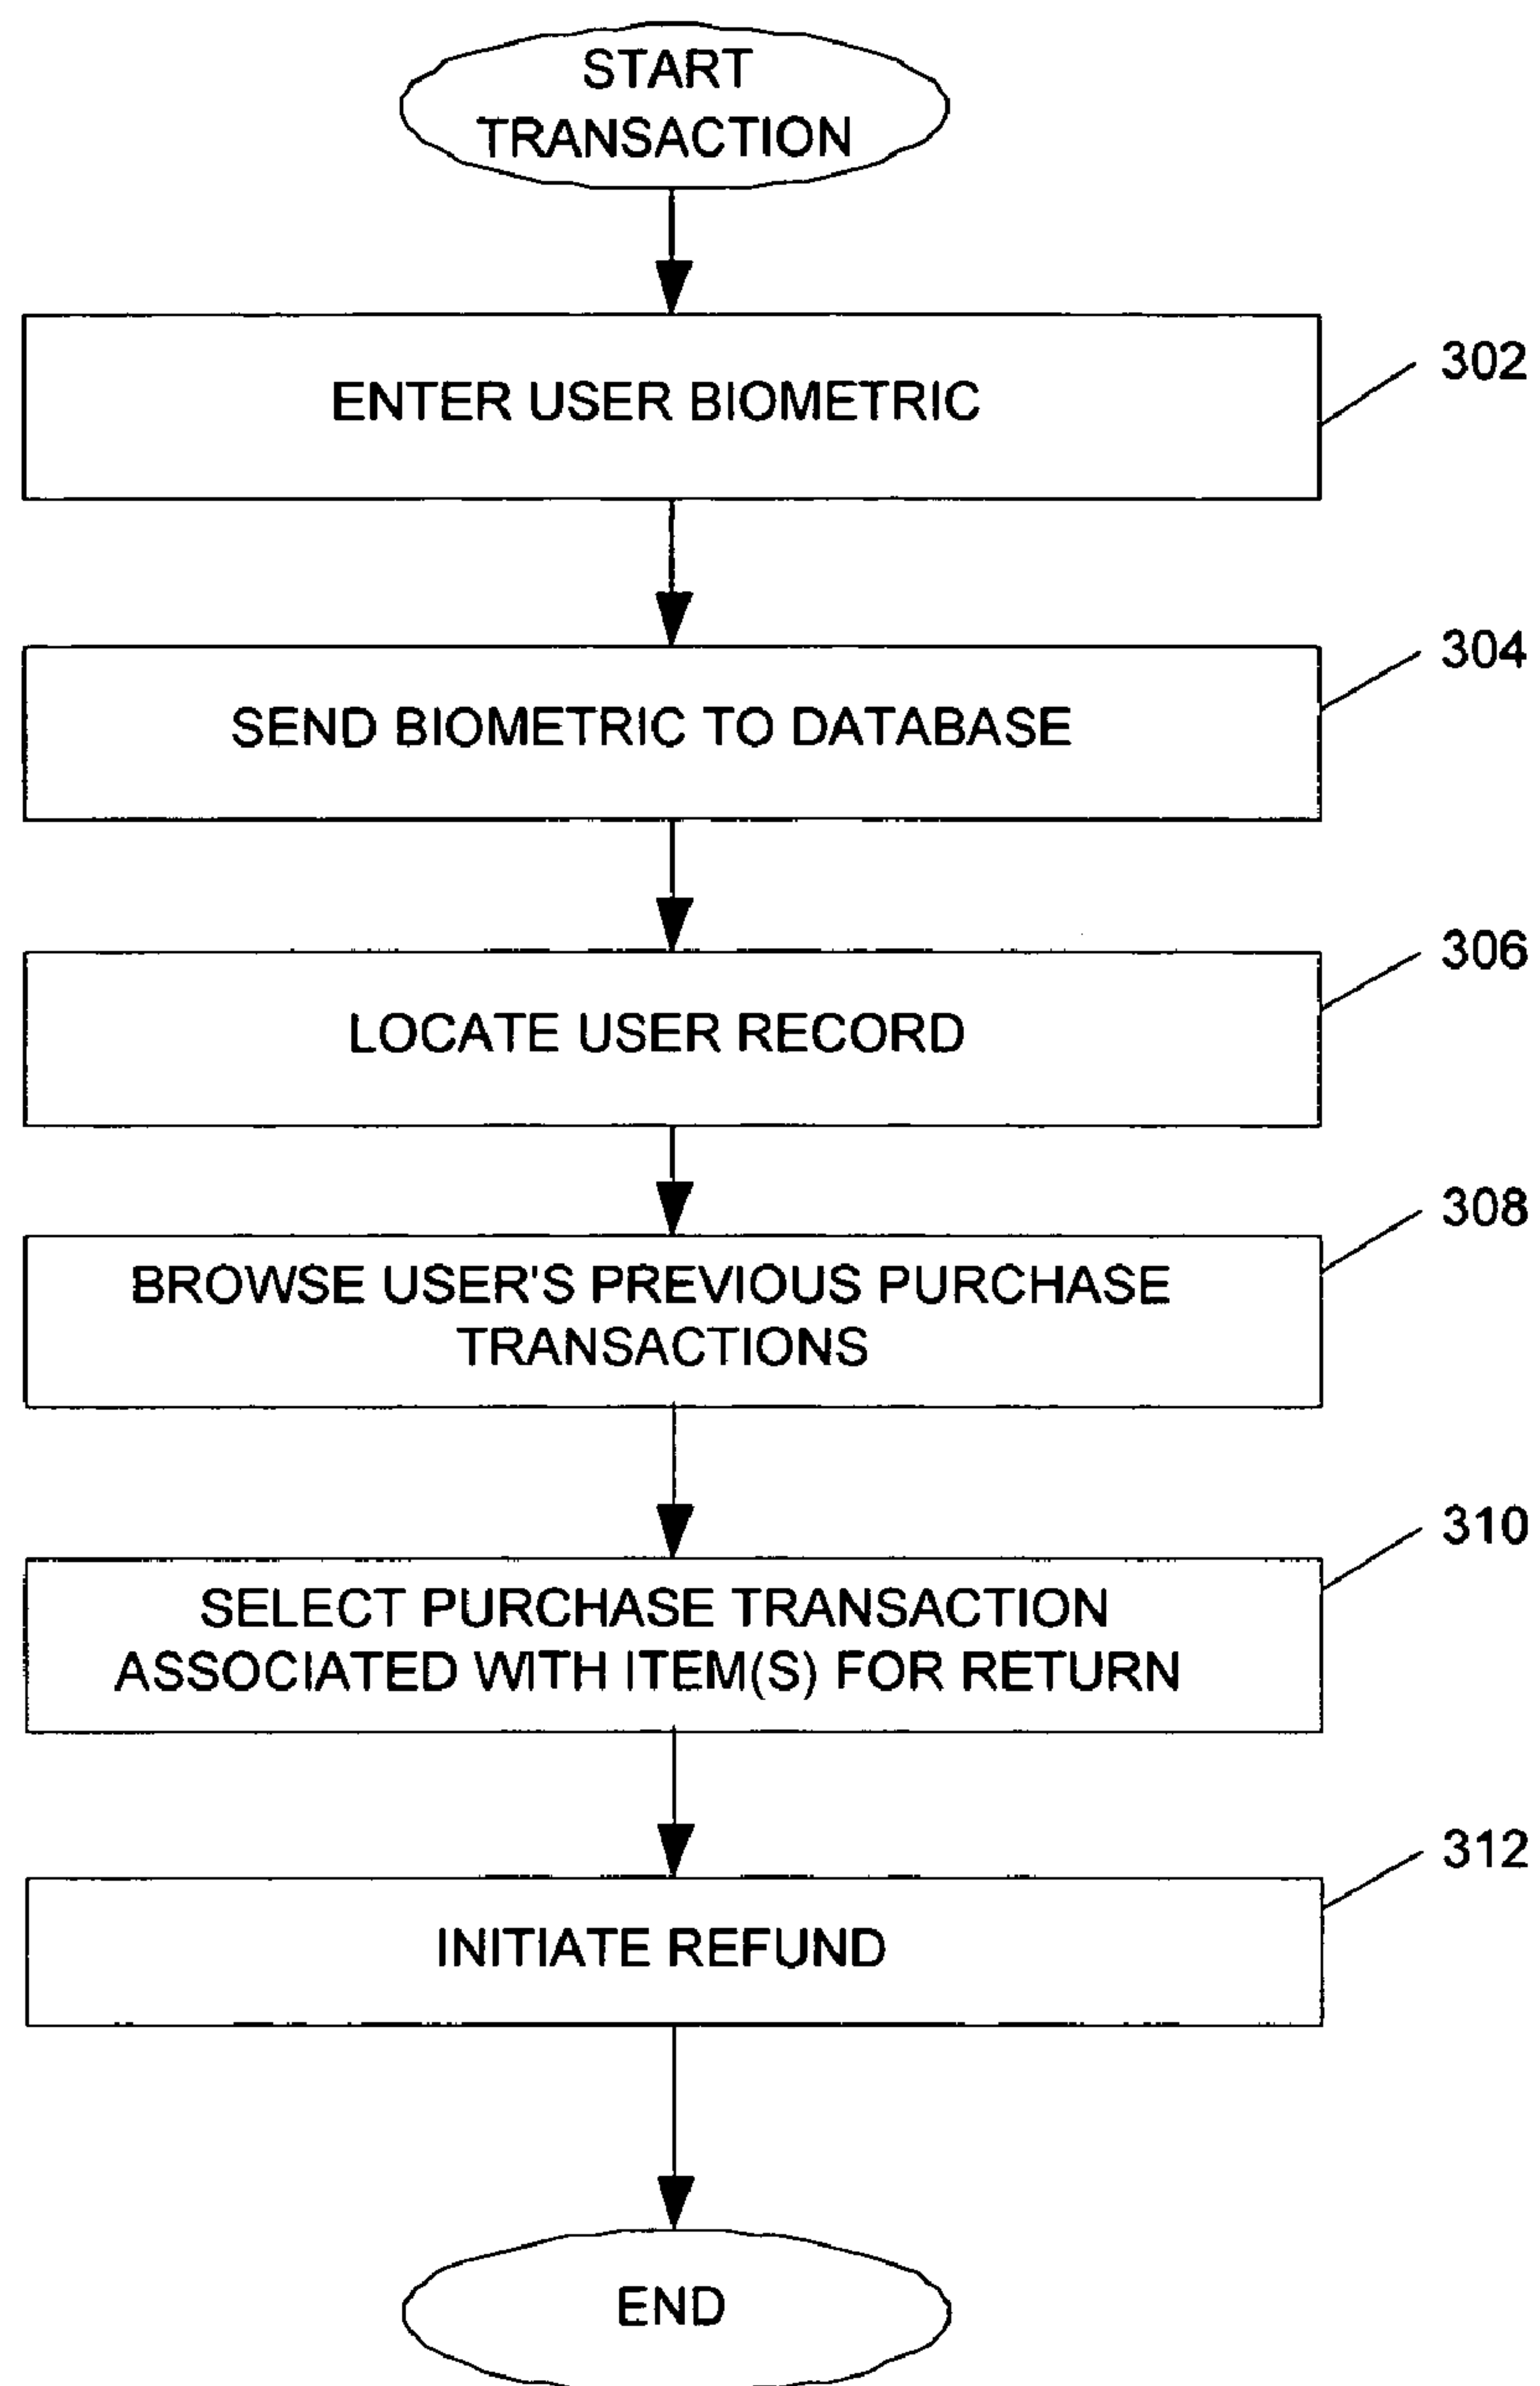 START
TRANSACTION
302
ENTER USER BIOMETRIC
304
SEND BIOMETRIC TO DATABASE
306
LOCATE USER RECORD
308
BROWSE USER'S PREVIOUS PURCHASE
TRANSACTIONS
310
SELECT PURCHASE TRANSACTION
ASSOCIATED WITH ITEM(S) FOR RETURN
312
INITIATE REFUND
END